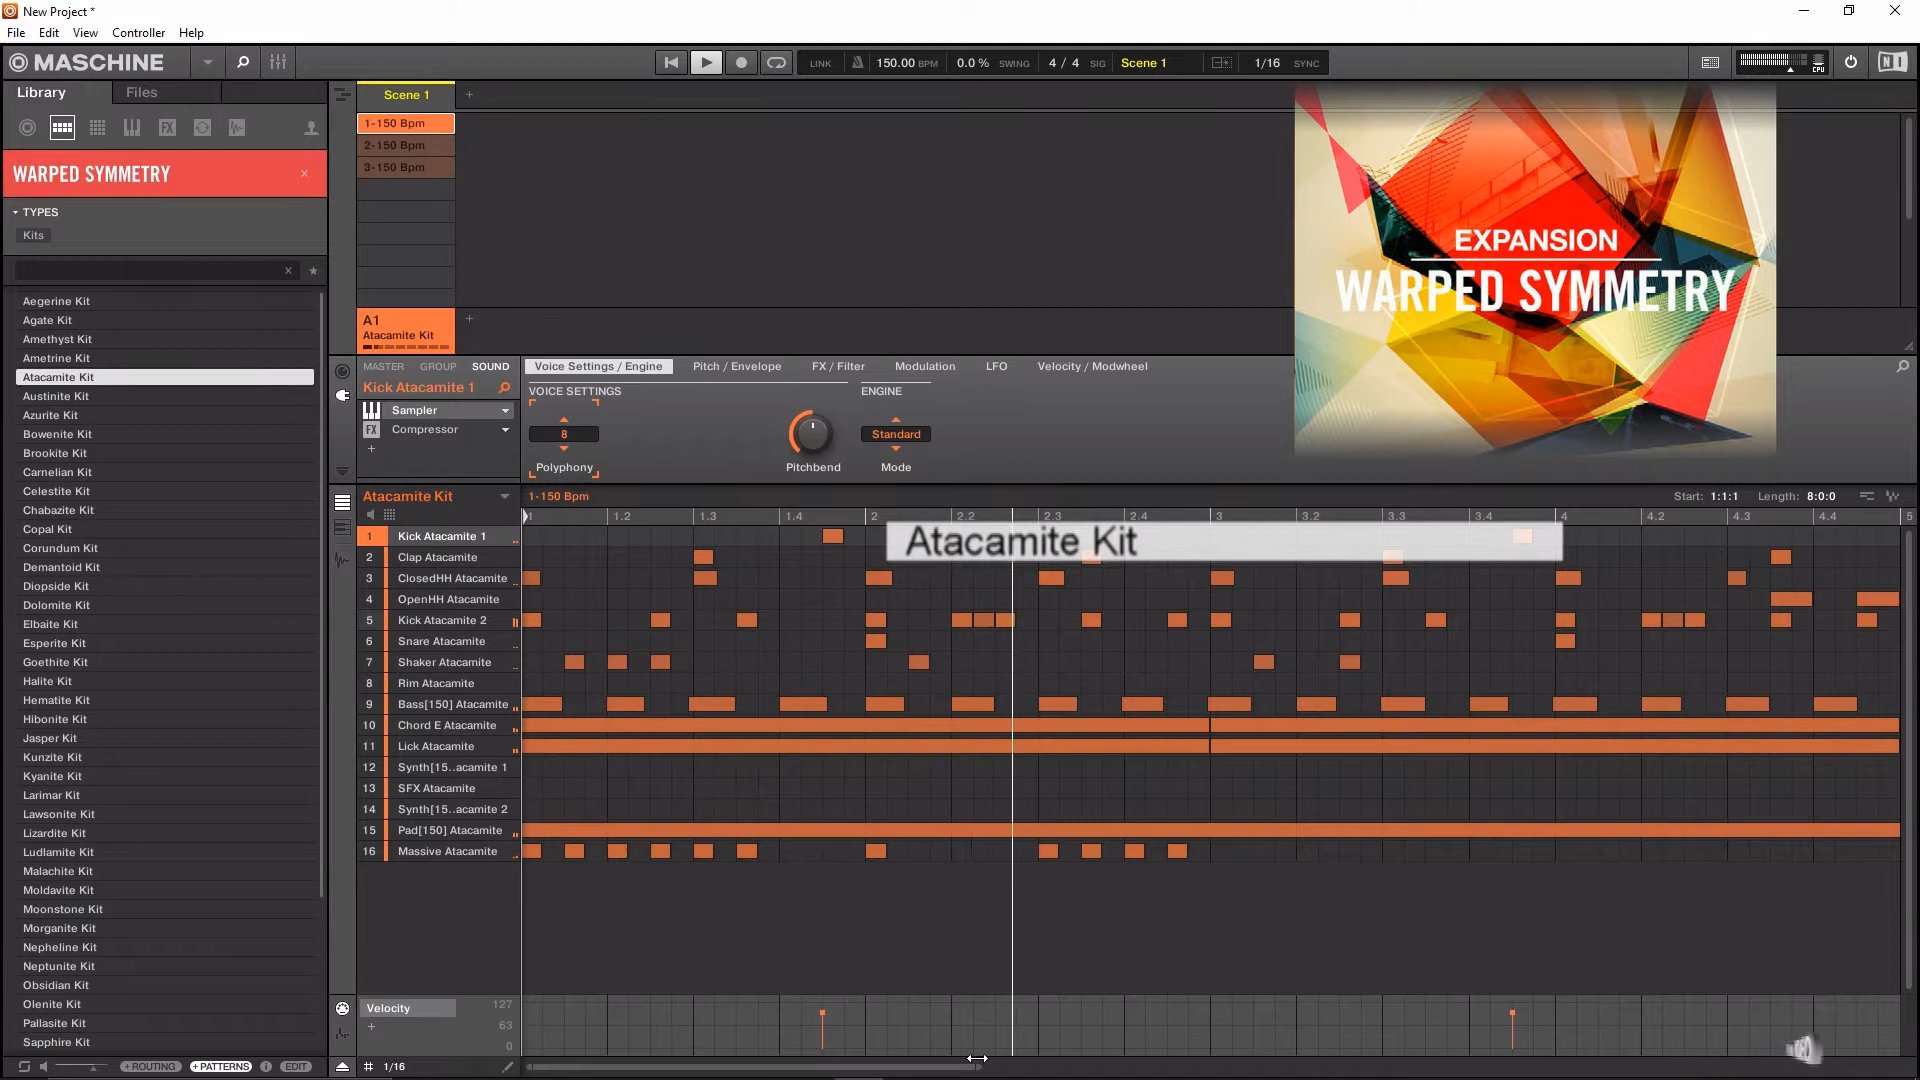 New Project *
File Edit View Controller Help
MASCHINE
LINK 150.00 BPM 0.0 % SWING 4 / 4 SIG Scene 1 1/16 SYNC
CPU
NI
Library Files
FX
WARPED SYMMETRY ×
TYPES
Kits
Aegerine Kit
Agate Kit
Amethyst Kit
Ametrine Kit
Atacamite Kit
Austinite Kit
Azurite Kit
Bowenite Kit
Brookite Kit
Carnelian Kit
Celestite Kit
Chabazite Kit
Copal Kit
Corundum Kit
Demantoid Kit
Diopside Kit
Dolomite Kit
Elbaite Kit
Esperite Kit
Goethite Kit
Halite Kit
Hematite Kit
Hibonite Kit
Jasper Kit
Kunzite Kit
Kyanite Kit
Larimar Kit
Lawsonite Kit
Lizardite Kit
Ludlamite Kit
Malachite Kit
Moldavite Kit
Moonstone Kit
Morganite Kit
Nepheline Kit
Neptunite Kit
Obsidian Kit
Olenite Kit
Pallasite Kit
Sapphire Kit
+ROUTING +PATTERNS i EDIT
Scene 1 +
1-150 Bpm
2-150 Bpm
3-150 Bpm
A1 +
Atacamite Kit
EXPANSION
WARPED SYMMETRY
MASTER GROUP SOUND
Kick Atacamite 1
Sampler
FX Compressor
+
Voice Settings / Engine Pitch / Envelope FX / Filter Modulation LFO Velocity / Modwheel
VOICE SETTINGS ENGINE
8 Standard
Polyphony Pitchbend Mode
Atacamite Kit
1-150 Bpm Start: 1:1:1 Length: 8:0:0
1 1.2 1.3 1.4 2 2.2 2.3 2.4 3 3.2 3.3 3.4 4 4.2 4.3 4.4 5
Atacamite Kit
1 Kick Atacamite 1
2 Clap Atacamite
3 ClosedHH Atacamite
4 OpenHH Atacamite
5 Kick Atacamite 2
6 Snare Atacamite
7 Shaker Atacamite
8 Rim Atacamite
9 Bass[150] Atacamite
10 Chord E Atacamite
11 Lick Atacamite
12 Synth[15..acamite 1
13 SFX Atacamite
14 Synth[15..acamite 2
15 Pad[150] Atacamite
16 Massive Atacamite
Velocity 127
+ 63
0
# 1/16